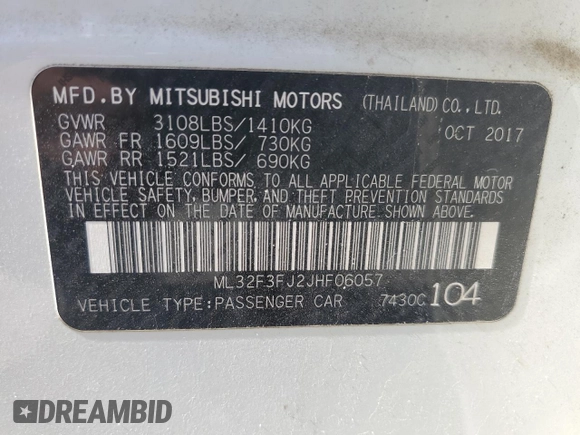 MFD.BY MITSUBISHI MOTORS (THAILAND)CO.,LTD.
GVWR 3108LBS/1410KG OCT 2017
GAWR FR 1609LBS/ 730KG
GAWR RR 1521LBS/ 690KG
THIS VEHICLE CONFORMS TO ALL APPLICABLE FEDERAL MOTOR
VEHICLE SAFETY, BUMPER, AND THEFT PREVENTION STANDARDS
IN EFFECT ON THE DATE OF MANUFACTURE SHOWN ABOVE.
ML32F3FJ2JHF06057
VEHICLE TYPE:PASSENGER CAR 7430C 104
DREAMBID